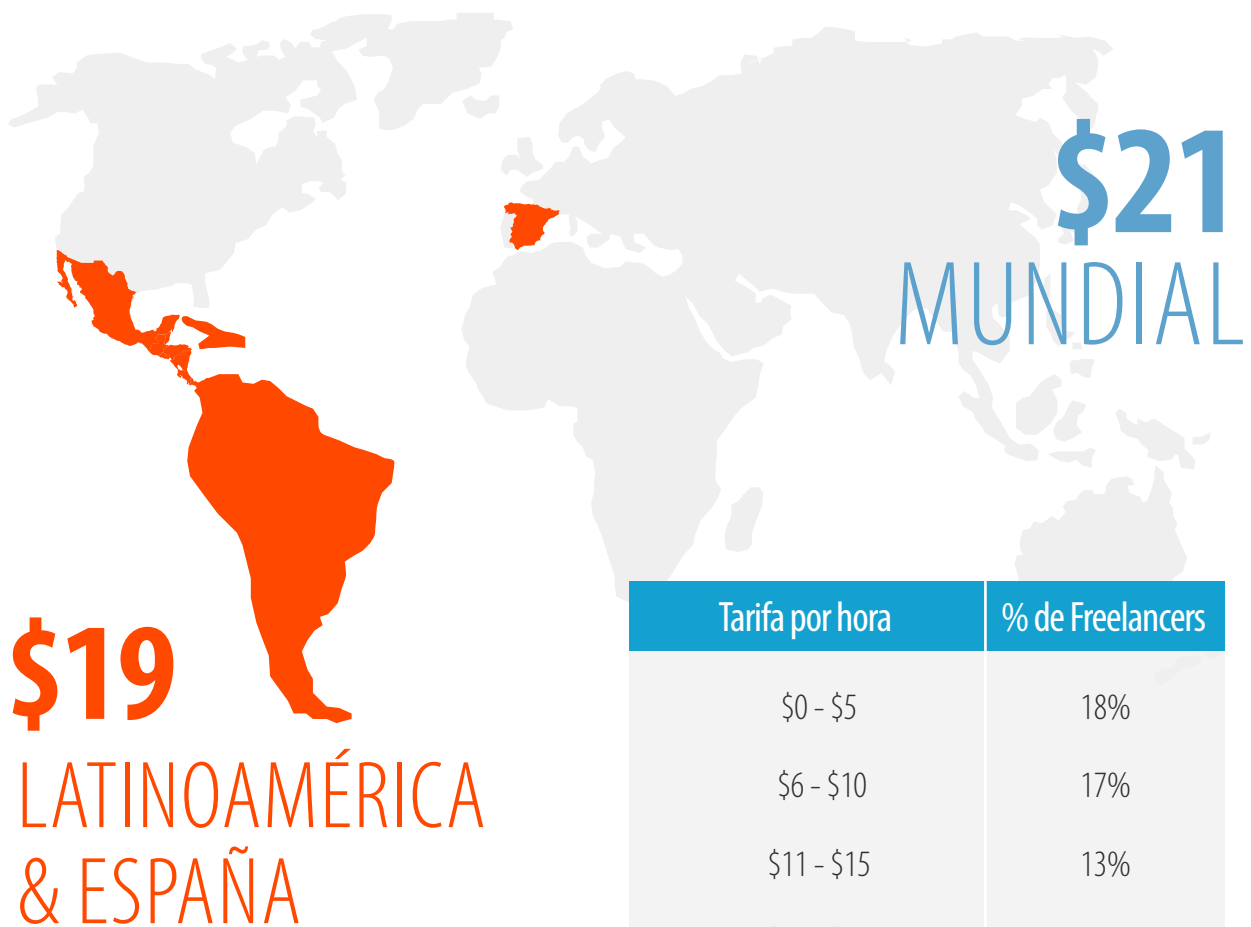 $21
MUNDIAL
$19
LATINOAMÉRICA
& ESPAÑA
Tarifa por hora % de Freelancers
$0 - $5 18%
$6 - $10 17%
$11 - $15 13%